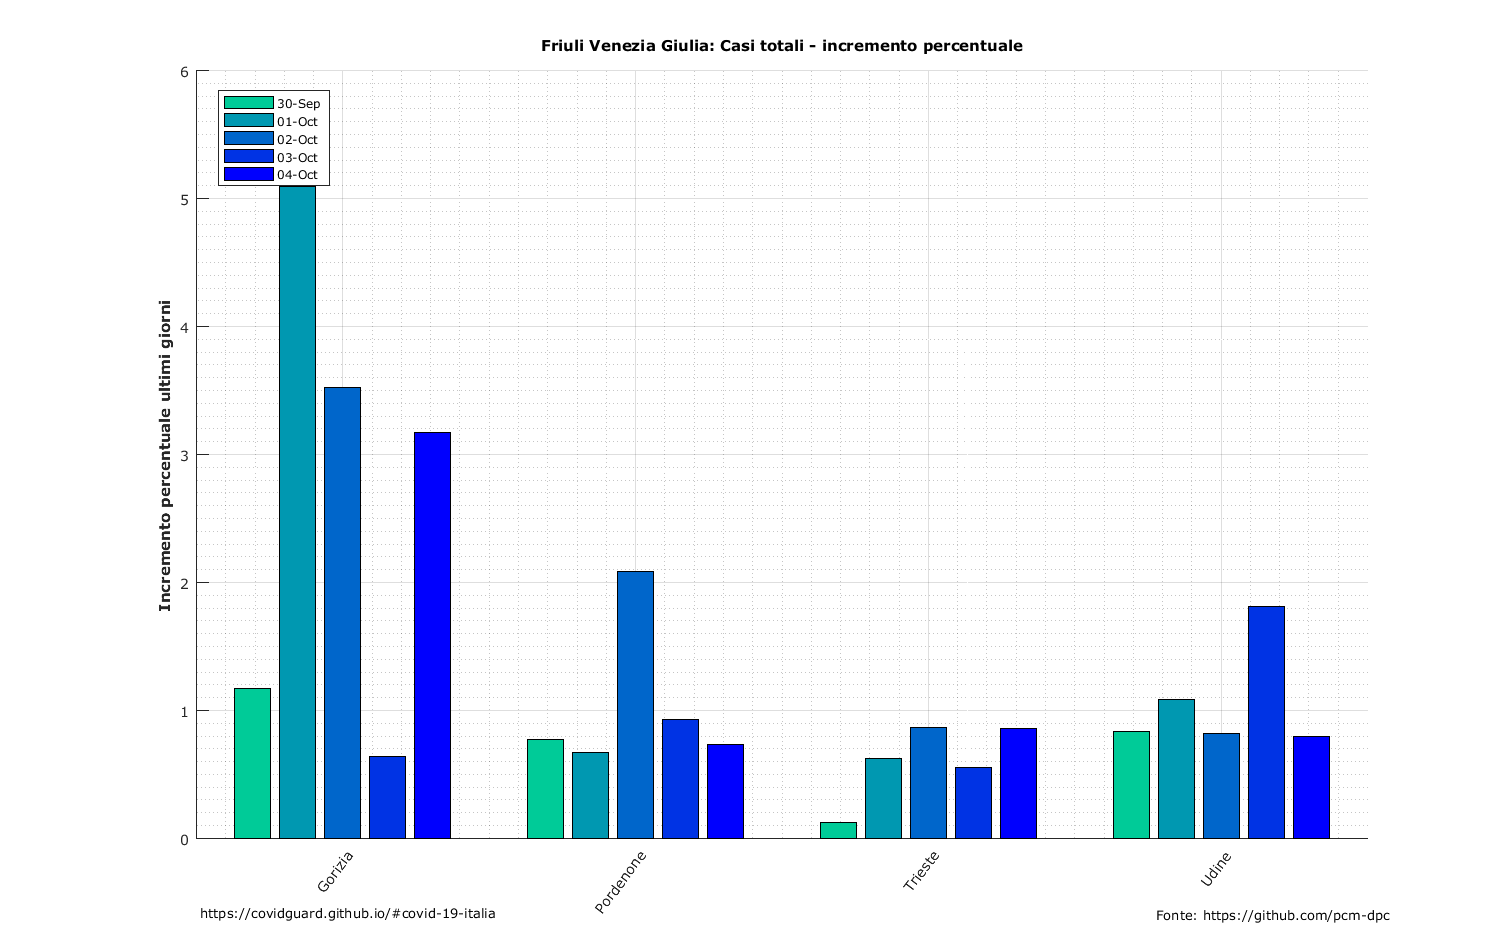 Friuli Venezia Giulia: Casi totali - incremento percentuale
6
5
4
3
2
1
0
Incremento percentuale ultimi giorni
30-Sep
01-Oct
02-Oct
03-Oct
04-Oct
Gorizia
Pordenone
Trieste
Udine
https://covidguard.github.io/#covid-19-italia
Fonte: https://github.com/pcm-dpc